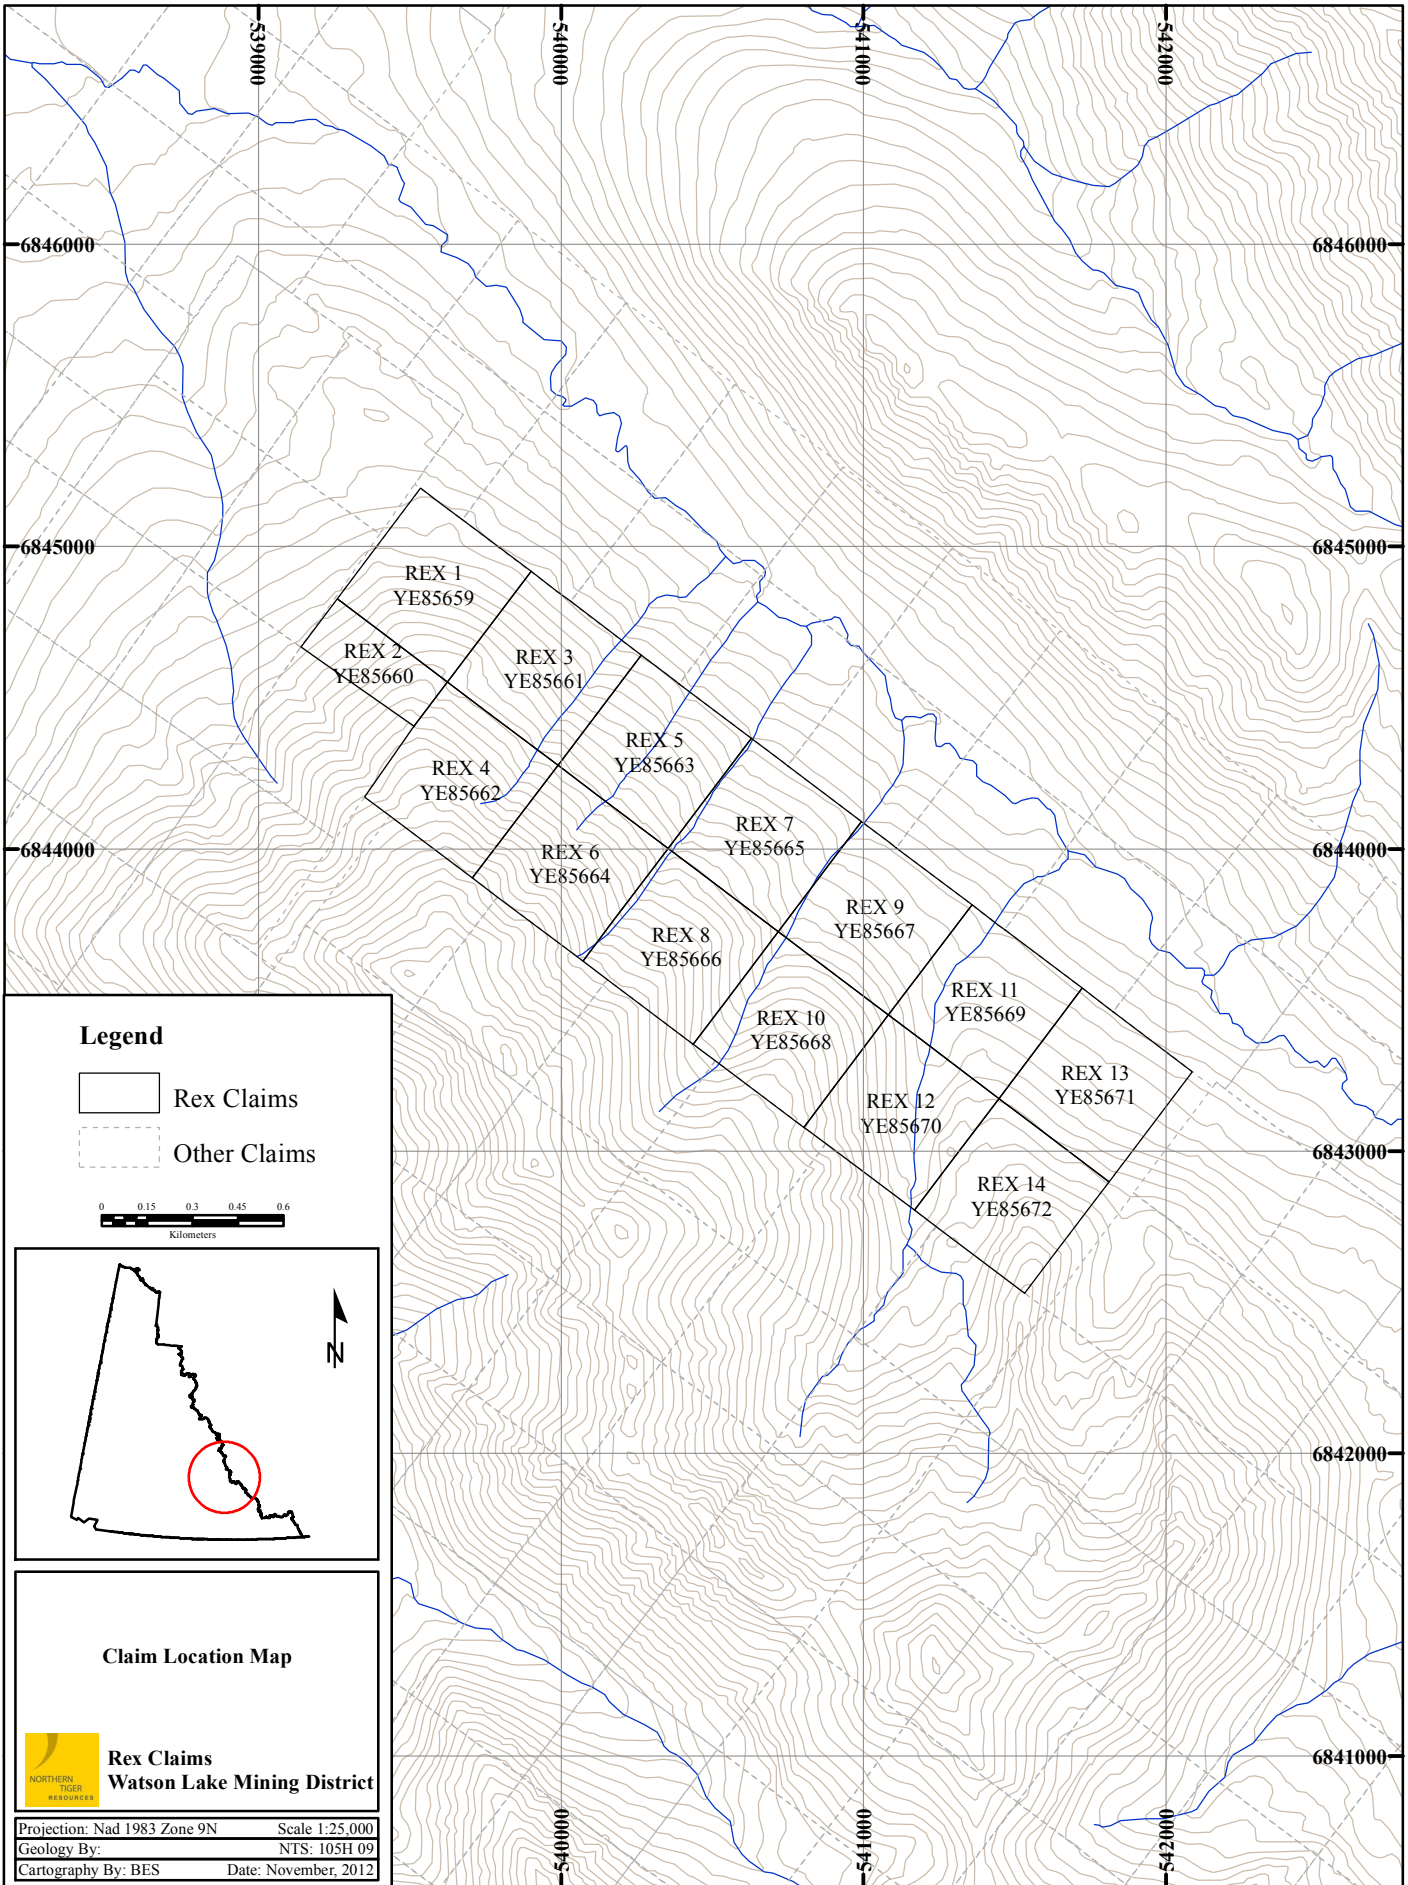 539000
540000
541000
542000
6846000
6846000
6845000
6845000
REX 1
YE85659
REX 2
YE85660
REX 3
YE85661
REX 4
YE85662
REX 5
YE85663
REX 6
YE85664
REX 7
YE85665
REX 8
YE85666
REX 9
YE85667
REX 10
YE85668
REX 11
YE85669
REX 12
YE85670
REX 13
YE85671
REX 14
YE85672
6844000
6844000
6843000
6842000
6841000
540000
541000
542000
Legend
Rex Claims
Other Claims
0 0.15 0.3 0.45 0.6
Kilometers
N
Claim Location Map
NORTHERN
TIGER
RESOURCES
Rex Claims
Watson Lake Mining District
Projection: Nad 1983 Zone 9N Scale 1:25,000
Geology By: NTS: 105H 09
Cartography By: BES Date: November, 2012